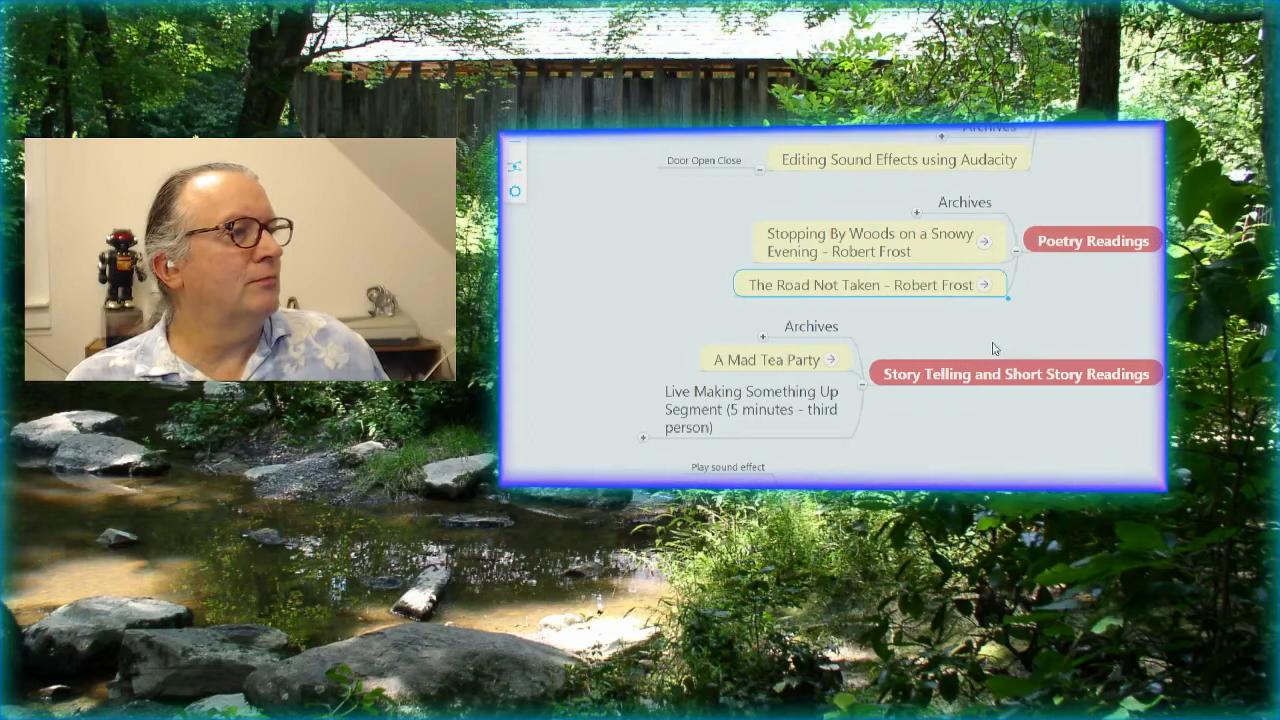 Archives
Door Open Close
Editing Sound Effects using Audacity
Archives
Stopping By Woods on a Snowy
Evening - Robert Frost
Poetry Readings
The Road Not Taken - Robert Frost
Archives
A Mad Tea Party
Story Telling and Short Story Readings
Live Making Something Up
Segment (5 minutes - third
person)
Play sound effect